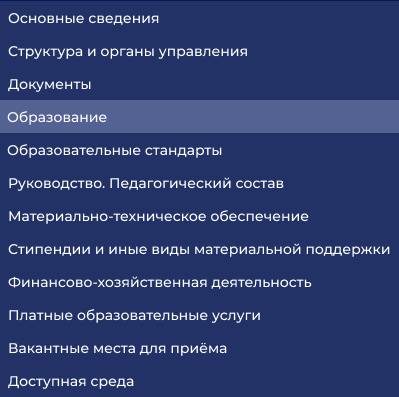 Основные сведения
Структура и органы управления
Документы
Образование
Образовательные стандарты
Руководство. Педагогический состав
Материально-техническое обеспечение
Стипендии и иные виды материальной поддержки
Финансово-хозяйственная деятельность
Платные образовательные услуги
Вакантные места для приёма
Доступная среда